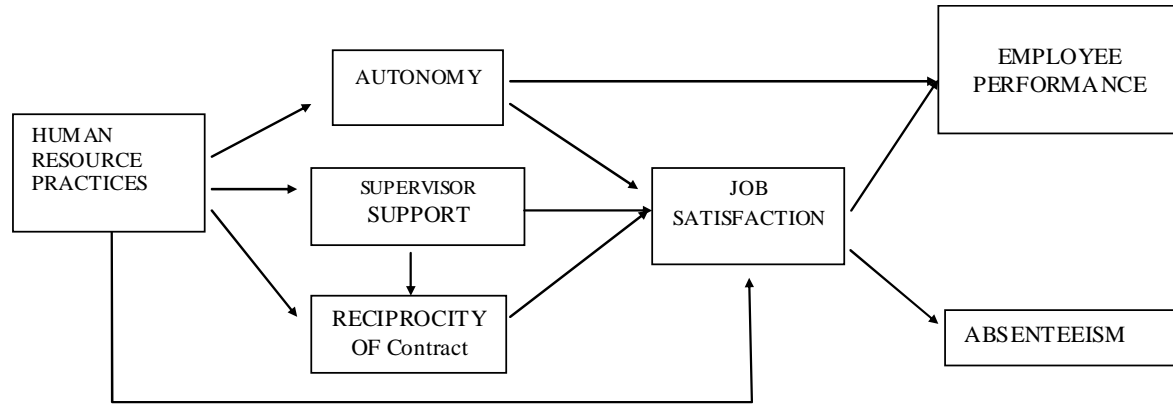 HUMAN
RESOURCE
PRACTICES
AUTONOMY
SUPERVISOR
SUPPORT
RECIPROCITY
OF Contract
JOB
SATISFACTION
EMPLOYEE
PERFORMANCE
ABSENTEEISM